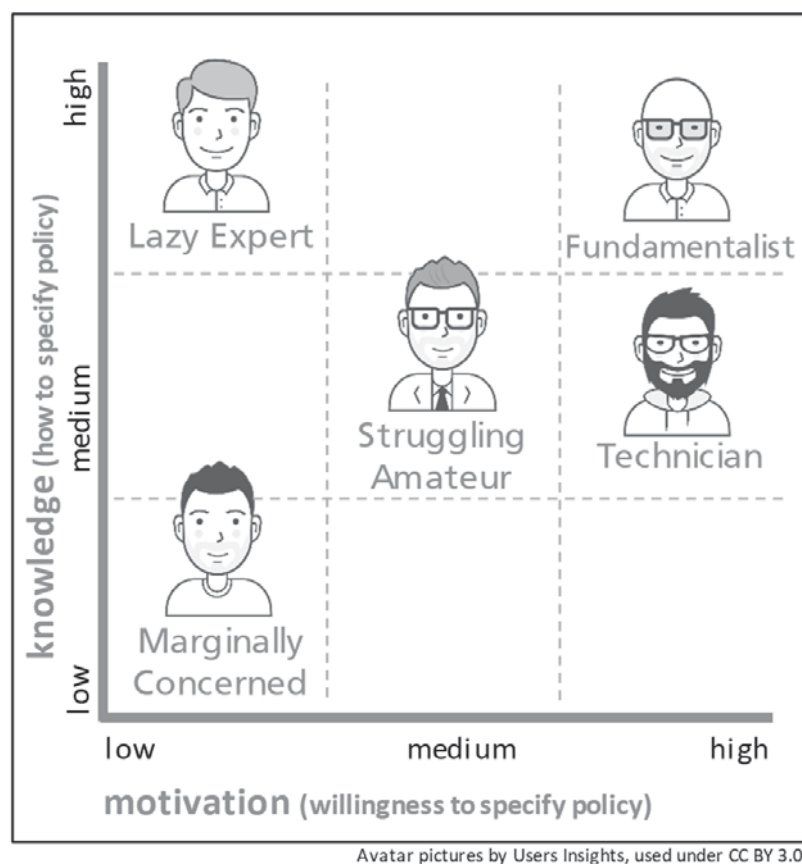 high
Lazy Expert
Fundamentalist
knowledge (how to specify policy)
medium
Struggling
Amateur
Technician
Marginally
Concerned
low
low
medium
high
motivation (willingness to specify policy)
Avatar pictures by Users Insights, used under CC BY 3.0